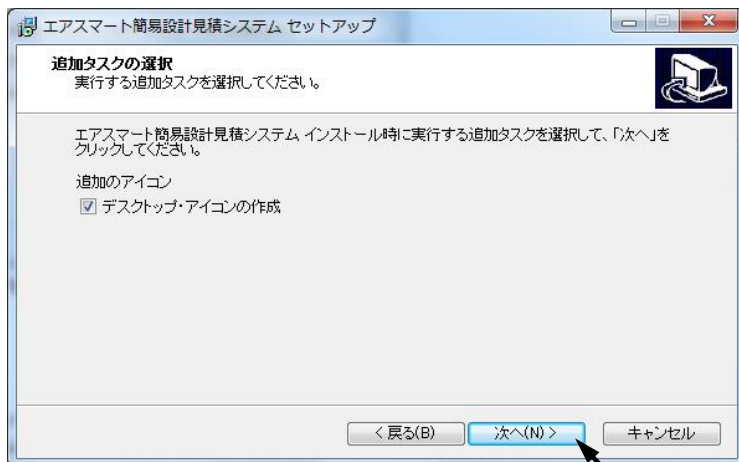 エアスマート簡易設計見積システム セットアップ
追加タスクの選択
実行する追加タスクを選択してください。
エアスマート簡易設計見積システム インストール時に実行する追加タスクを選択して、「次へ」を
クリックしてください。
追加のアイコン
デスクトップ・アイコンの作成
< 戻る(B)
次へ(N) >
キャンセル